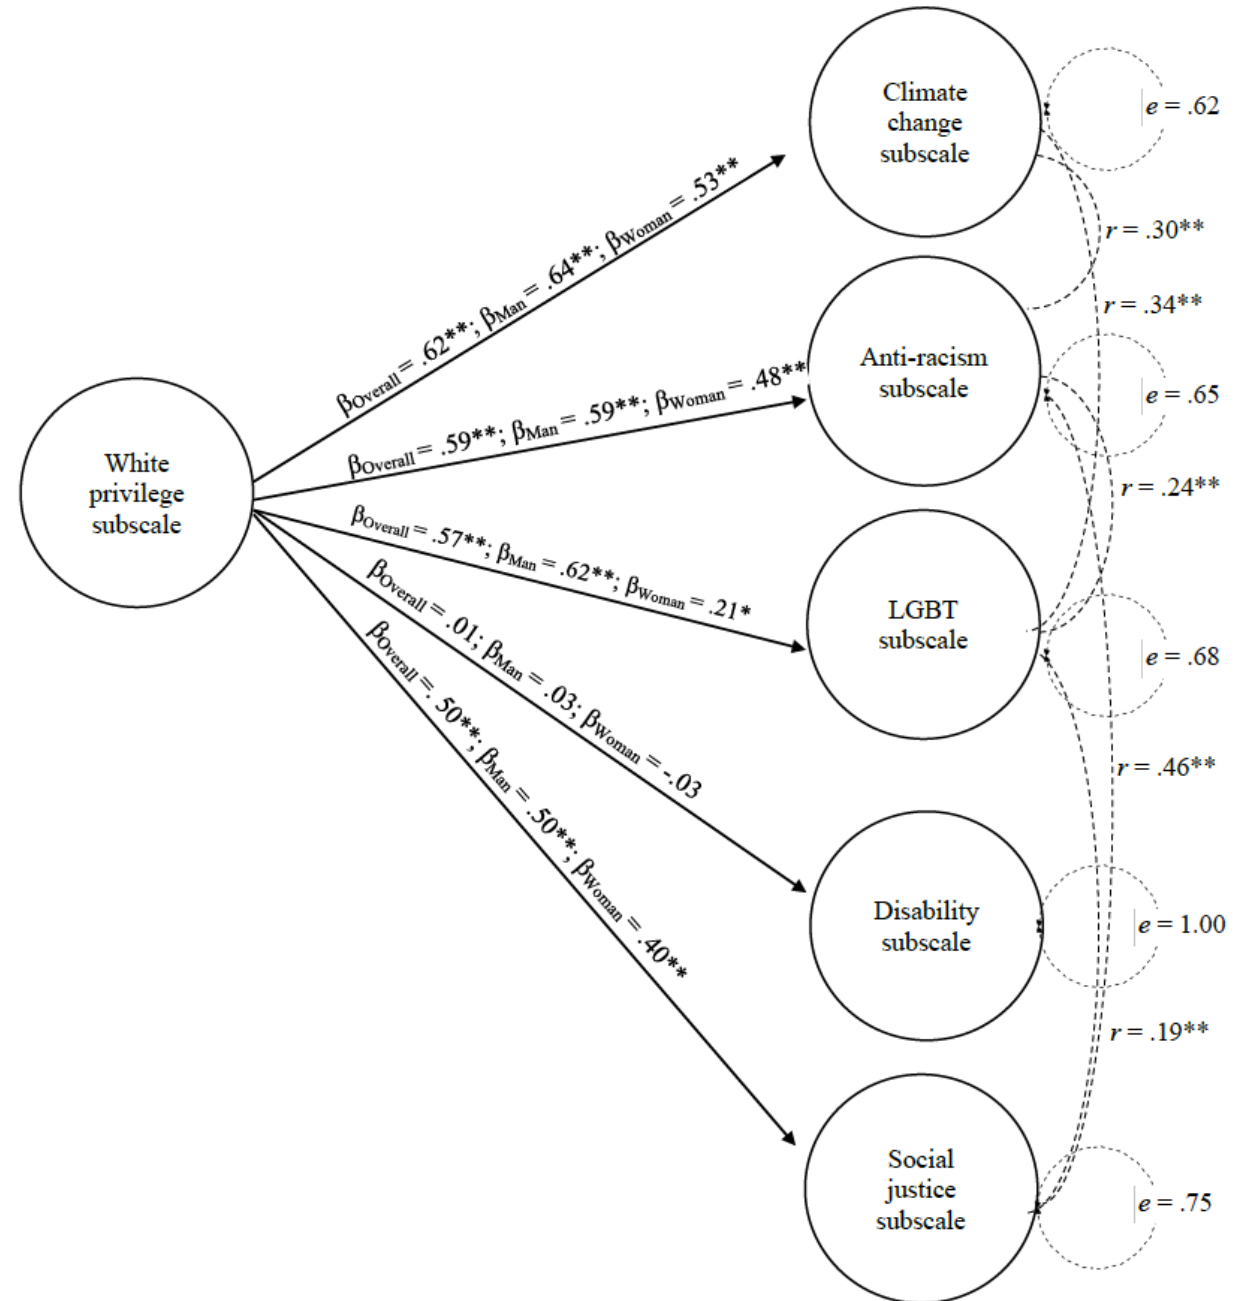 Climate
change
subscale
e = .62
βOverall = .62**; βMan = .64**; βWoman = .53**
r = .30**
r = .34**
Anti-racism
subscale
e = .65
βOverall = .59**; βMan = .59**; βWoman = .48**
White
privilege
subscale
r = .24**
βOverall = .57**; βMan = .62**; βWoman = .21*
LGBT
subscale
e = .68
βOverall = .01; βMan = .03; βWoman = -.03
r = .46**
βOverall = .50**; βMan = .50**; βWoman = .40**
Disability
subscale
e = 1.00
r = .19**
Social
justice
subscale
e = .75